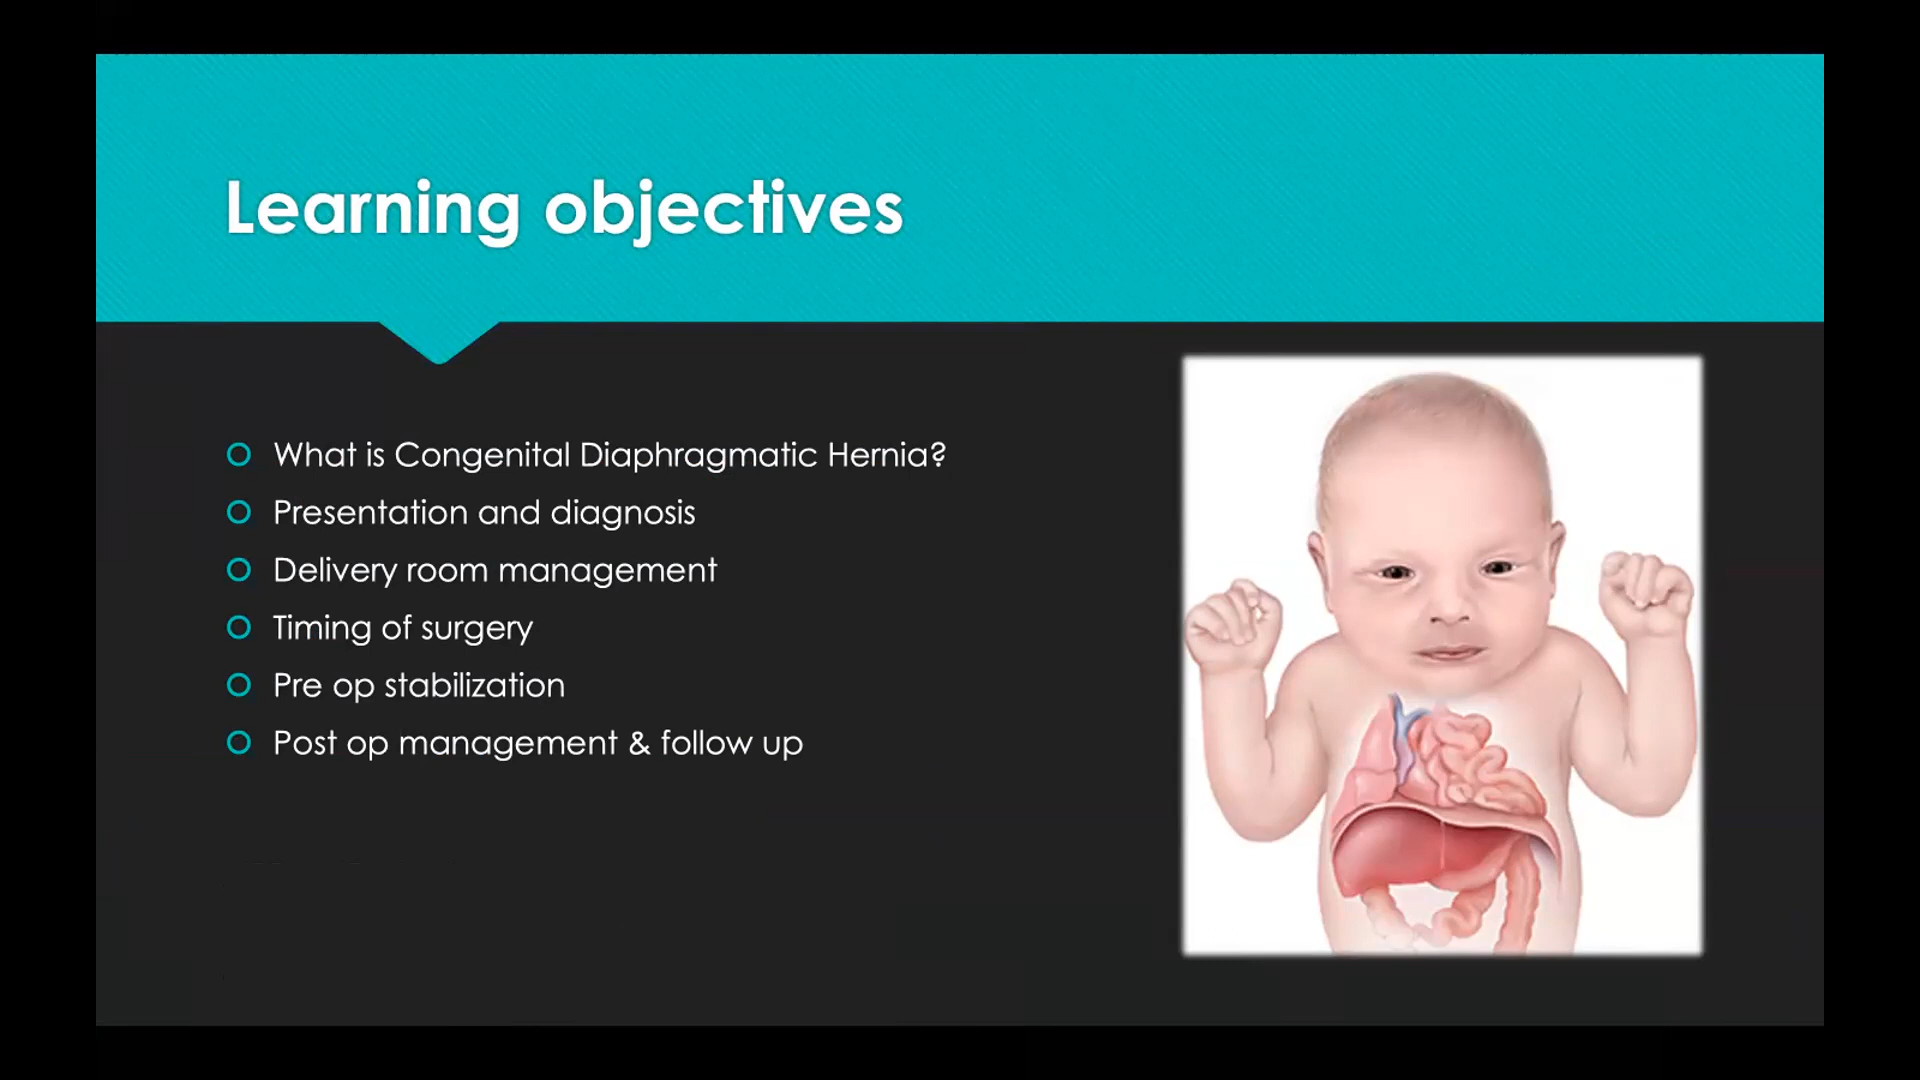 Learning objectives
What is Congenital Diaphragmatic Hernia?
Presentation and diagnosis
Delivery room management
Timing of surgery
Pre op stabilization
Post op management & follow up